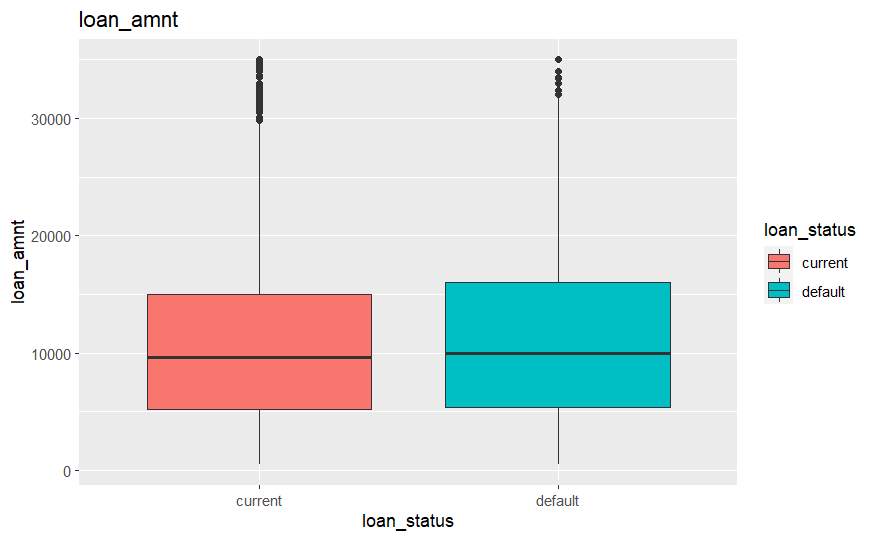 loan_amnt
loan_amnt
30000
20000
10000
0
current
default
loan_status
loan_status
current
default